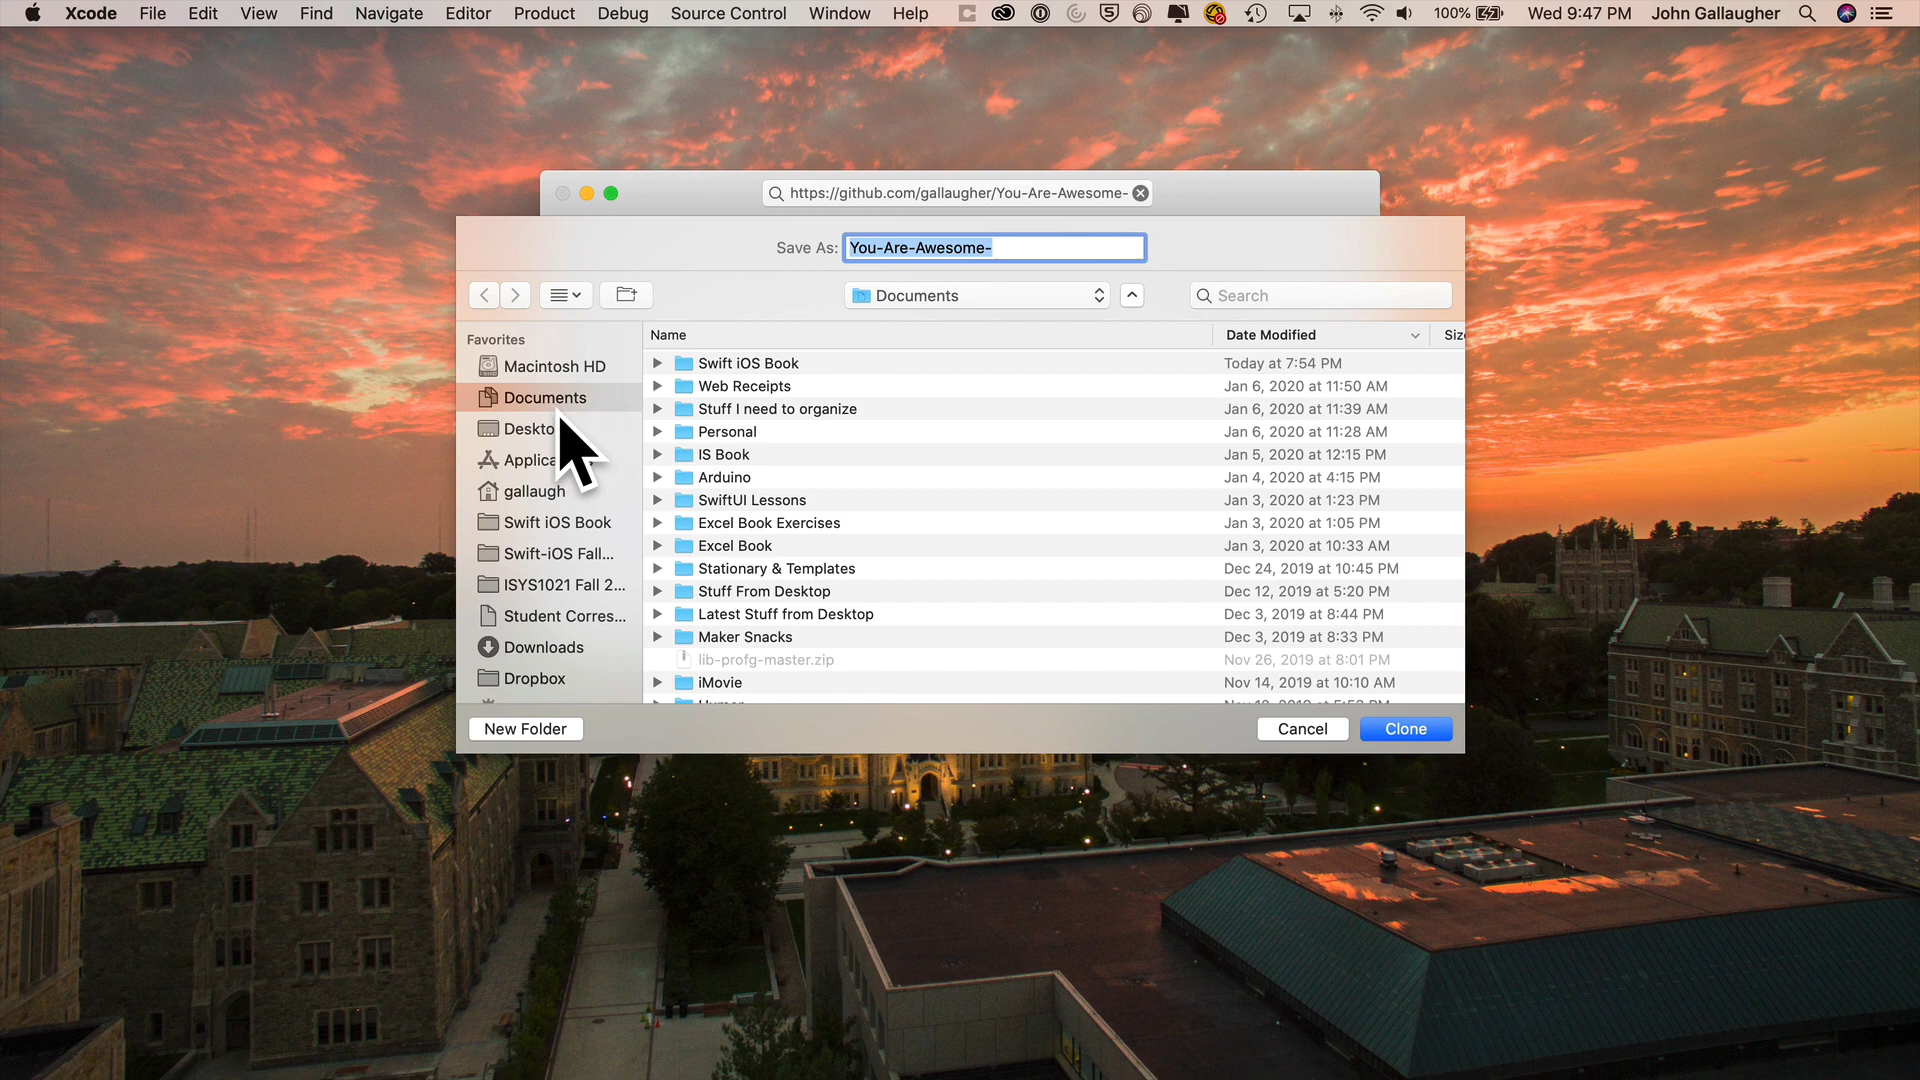 Xcode File Edit View Find Navigate Editor Product Debug Source Control Window Help 100% Wed 9:47 PM John Gallaugher
https://github.com/gallaugher/You-Are-Awesome-
Save As: You-Are-Awesome-
Documents Search
Favorites
Macintosh HD
Documents
Deskto
Applica
gallaugh
Swift iOS Book
Swift-iOS Fall...
ISYS1021 Fall 2...
Student Corres...
Downloads
Dropbox
Name Date Modified Siz
Swift iOS Book Today at 7:54 PM
Web Receipts Jan 6, 2020 at 11:50 AM
Stuff I need to organize Jan 6, 2020 at 11:39 AM
Personal Jan 6, 2020 at 11:28 AM
IS Book Jan 5, 2020 at 12:15 PM
Arduino Jan 4, 2020 at 4:15 PM
SwiftUI Lessons Jan 3, 2020 at 1:23 PM
Excel Book Exercises Jan 3, 2020 at 1:05 PM
Excel Book Jan 3, 2020 at 10:33 AM
Stationary & Templates Dec 24, 2019 at 10:45 PM
Stuff From Desktop Dec 12, 2019 at 5:20 PM
Latest Stuff from Desktop Dec 3, 2019 at 8:44 PM
Maker Snacks Dec 3, 2019 at 8:33 PM
lib-profg-master.zip Nov 26, 2019 at 8:01 PM
iMovie Nov 14, 2019 at 10:10 AM
New Folder Cancel Clone